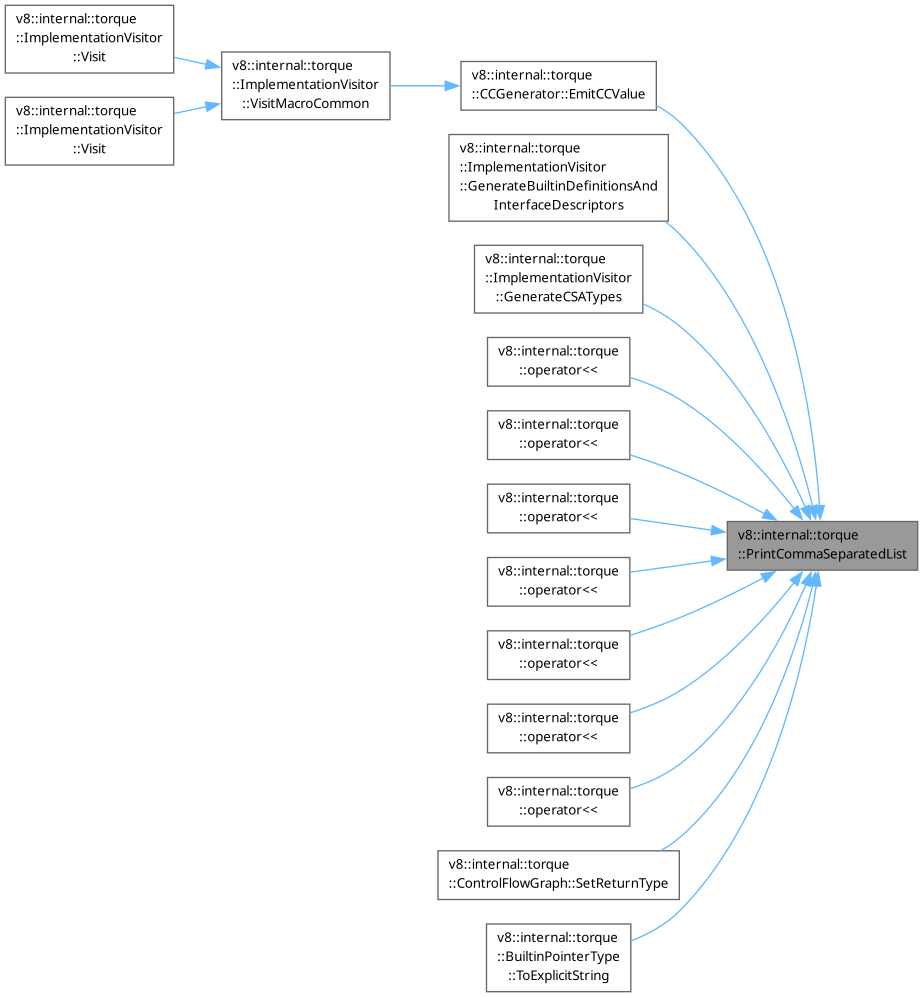 v8::internal::torque
::ImplementationVisitor
::Visit
v8::internal::torque
::ImplementationVisitor
::Visit
v8::internal::torque
::ImplementationVisitor
::VisitMacroCommon
v8::internal::torque
::CCGenerator::EmitCCValue
v8::internal::torque
::ImplementationVisitor
::GenerateBuiltinDefinitionsAnd
InterfaceDescriptors
v8::internal::torque
::ImplementationVisitor
::GenerateCSATypes
v8::internal::torque
::operator<<
v8::internal::torque
::operator<<
v8::internal::torque
::operator<<
v8::internal::torque
::operator<<
v8::internal::torque
::operator<<
v8::internal::torque
::operator<<
v8::internal::torque
::operator<<
v8::internal::torque
::ControlFlowGraph::SetReturnType
v8::internal::torque
::BuiltinPointerType
::ToExplicitString
v8::internal::torque
::PrintCommaSeparatedList